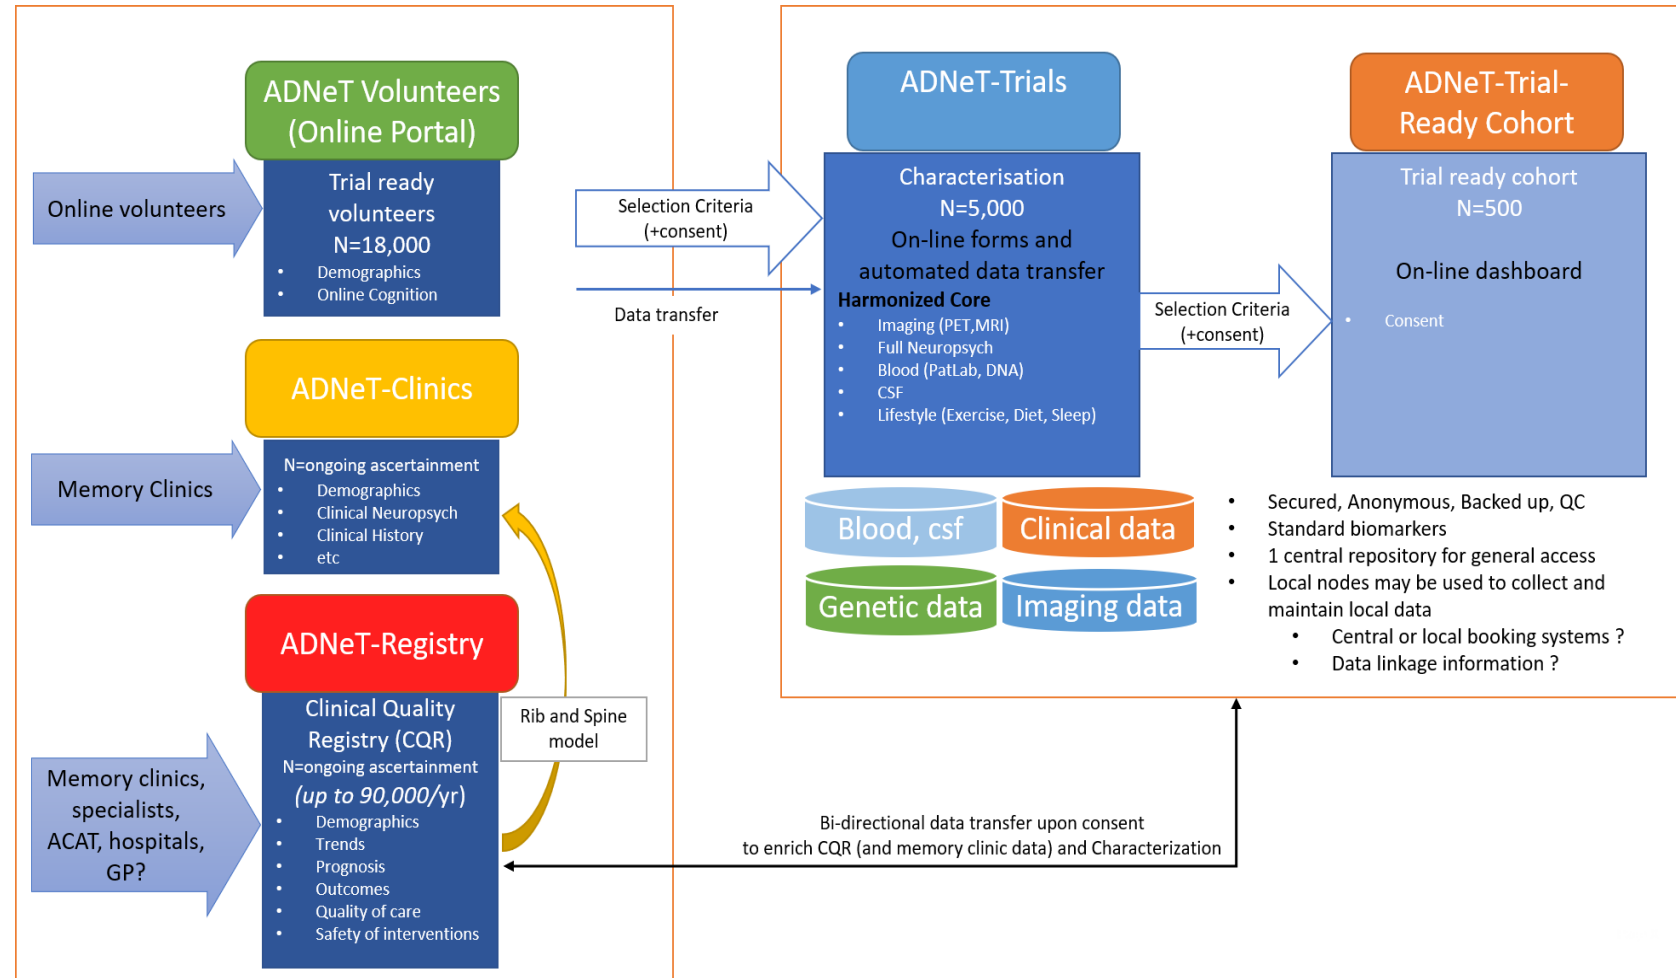 ADNeT Volunteers
(Online Portal)
Online volunteers
Trial ready
volunteers
N=18,000
• Demographics
• Online Cognition
ADNeT-Clinics
Memory Clinics
N=ongoing ascertainment
• Demographics
• Clinical Neuropsych
• Clinical History
• etc
ADNeT-Registry
Memory clinics,
specialists,
ACAT, hospitals,
GP?
Clinical Quality
Registry (CQR)
N=ongoing ascertainment
(up to 90,000/yr)
• Demographics
• Trends
• Prognosis
• Outcomes
• Quality of care
• Safety of interventions
Rib and Spine
model
Selection Criteria
(+consent)
Data transfer
ADNeT-Trials
Characterisation
N=5,000
On-line forms and
automated data transfer
Harmonized Core
• Imaging (PET,MRI)
• Full Neuropsych
• Blood (PatLab, DNA)
• CSF
• Lifestyle (Exercise, Diet, Sleep)
Selection Criteria
(+consent)
ADNeT-Trial-
Ready Cohort
Trial ready cohort
N=500
On-line dashboard
• Consent
Blood, csf
Clinical data
Genetic data
Imaging data
• Secured, Anonymous, Backed up, QC
• Standard biomarkers
• 1 central repository for general access
• Local nodes may be used to collect and
maintain local data
• Central or local booking systems ?
• Data linkage information ?
Bi-directional data transfer upon consent
to enrich CQR (and memory clinic data) and Characterization